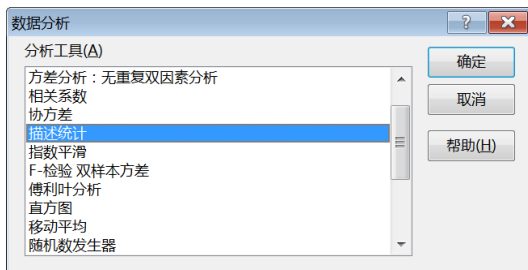 数据分析
分析工具(A)
方差分析：无重复双因素分析
相关系数
协方差
描述统计
指数平滑
F-检验 双样本方差
傅利叶分析
直方图
移动平均
随机数发生器
确定
取消
帮助(H)